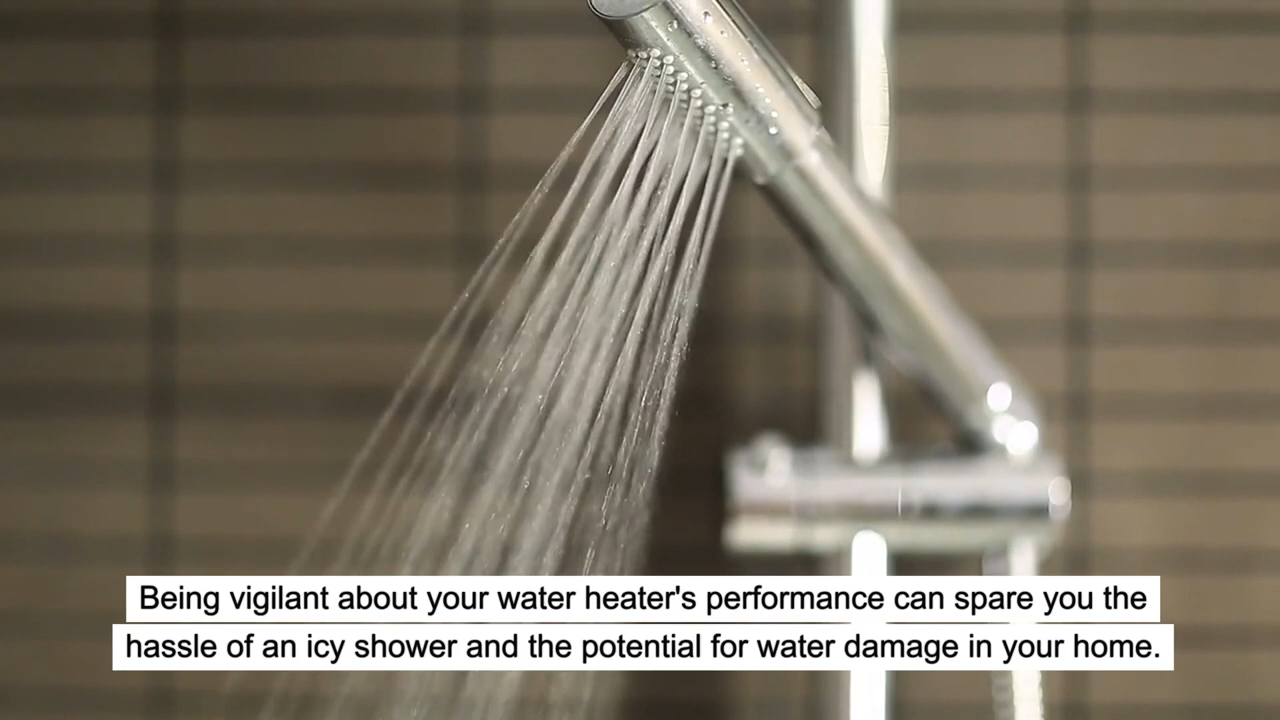 Being vigilant about your water heater's performance can spare you the
hassle of an icy shower and the potential for water damage in your home.